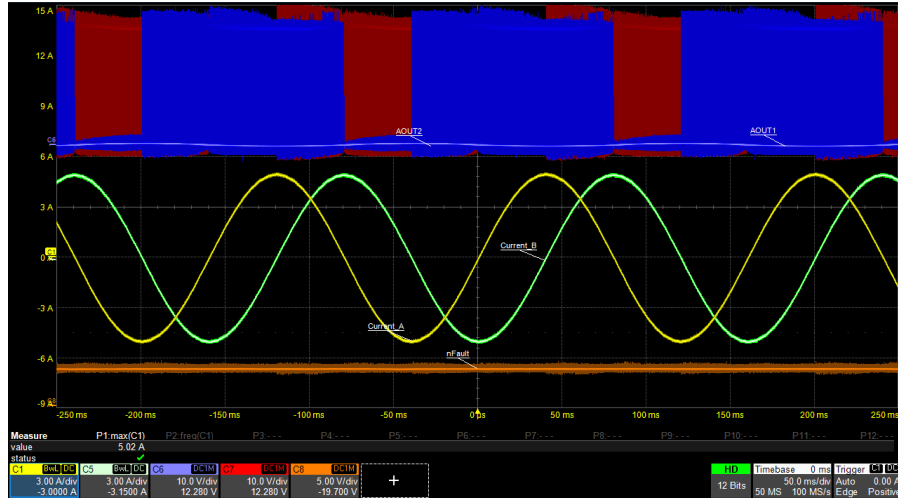 15 A
12 A
9 A
C6
AOUT2
AOUT1
6 A
3 A
C1
0 A
Current_B
-3 A
Current_A
-6 A
nFault
C8
-9 A
-250 ms -200 ms -150 ms -100 ms -50 ms 0 µs 50 ms 100 ms 150 ms 200 ms 250 ms
Measure P1:max(C1) P2:freq(C1) P3:- - - P4:- - - P5:- - - P6:- - - P7:- - - P8:- - - P9:- - - P10:- - - P11:- - - P12:- - -
value 5.02 A
status
C1 BwL DC C5 BwL DC C6 DC1M C7 DC1M C8 DC1M HD Timebase 0 ms Trigger C1 DC
3.00 A/div 3.00 A/div 10.0 V/div 10.0 V/div 5.00 V/div + 12 Bits 50.0 ms/div Auto 0.00 A
-3.0000 A -3.1500 A 12.280 V 12.280 V -19.700 V 50 MS 100 MS/s Edge Positive